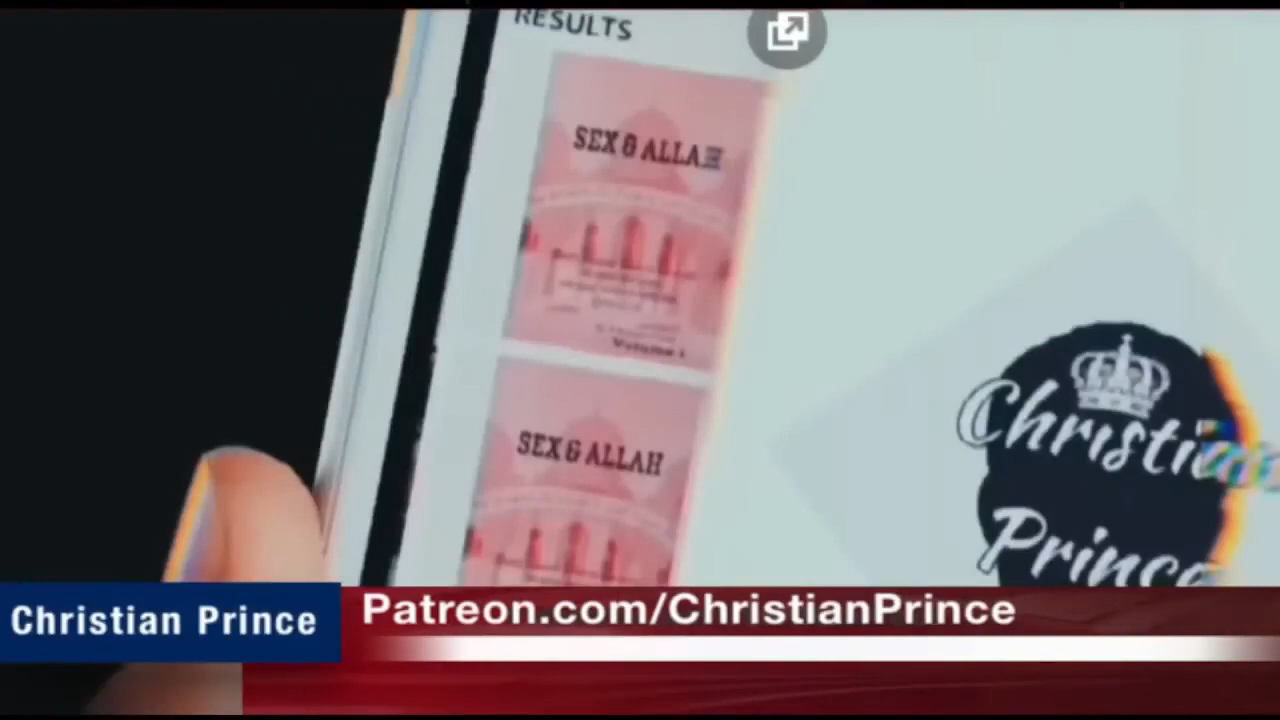 RESULTS
SEX & ALLAH
Volume 1
SEX & ALLAH
Christian
Prince
Christian Prince
Patreon.com/ChristianPrince